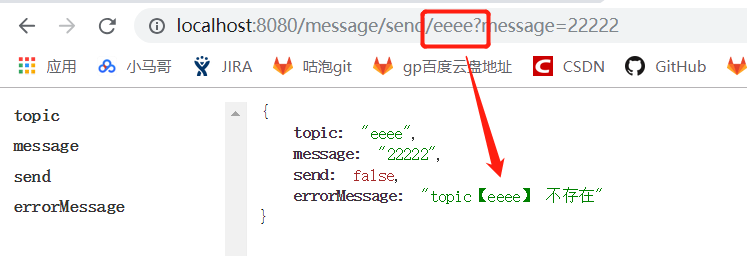 localhost:8080/message/send/eeee?message=22222
应用 小马哥 JIRA 咕泡git gp百度云盘地址 CSDN GitHub
topic
message
send
errorMessage
{
topic: "eeee",
message: "22222",
send: false,
errorMessage: "topic【eeee】 不存在"
}